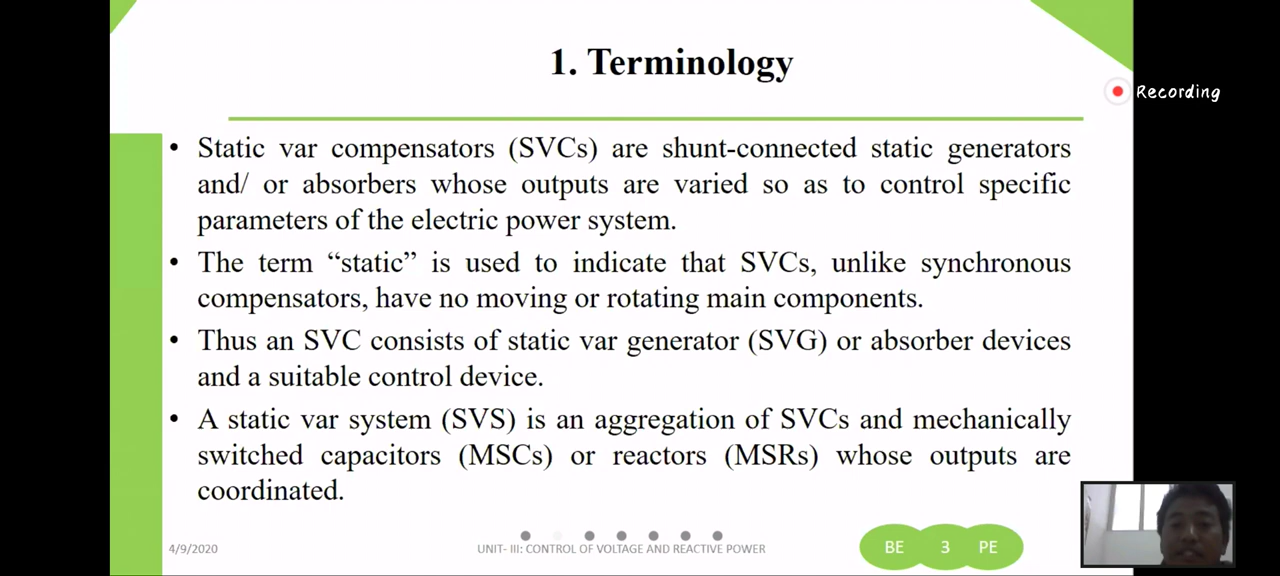 1. Terminology
Recording
• Static var compensators (SVCs) are shunt-connected static generators
and/ or absorbers whose outputs are varied so as to control specific
parameters of the electric power system.
• The term “static” is used to indicate that SVCs, unlike synchronous
compensators, have no moving or rotating main components.
• Thus an SVC consists of static var generator (SVG) or absorber devices
and a suitable control device.
• A static var system (SVS) is an aggregation of SVCs and mechanically
switched capacitors (MSCs) or reactors (MSRs) whose outputs are
coordinated.
4/9/2020
UNIT- III: CONTROL OF VOLTAGE AND REACTIVE POWER
BE 3 PE